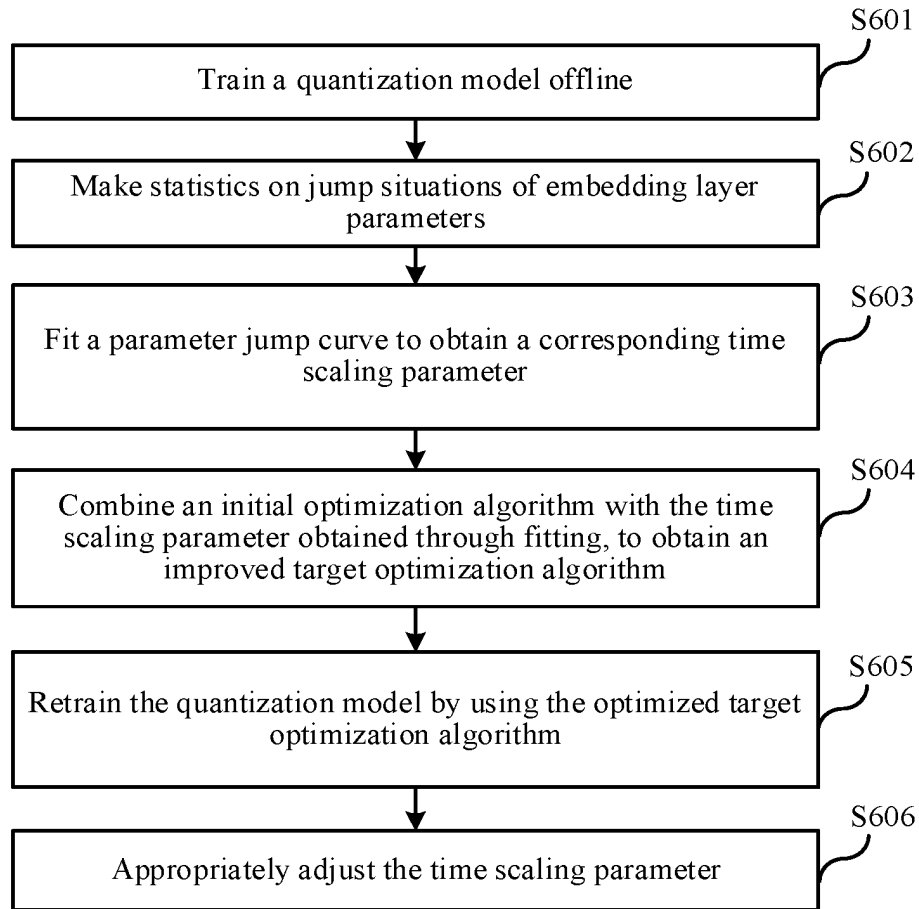 S601
Train a quantization model offline
S602
Make statistics on jump situations of embedding layer
parameters
S603
Fit a parameter jump curve to obtain a corresponding time
scaling parameter
S604
Combine an initial optimization algorithm with the time
scaling parameter obtained through fitting, to obtain an
improved target optimization algorithm
S605
Retrain the quantization model by using the optimized target
optimization algorithm
S606
Appropriately adjust the time scaling parameter